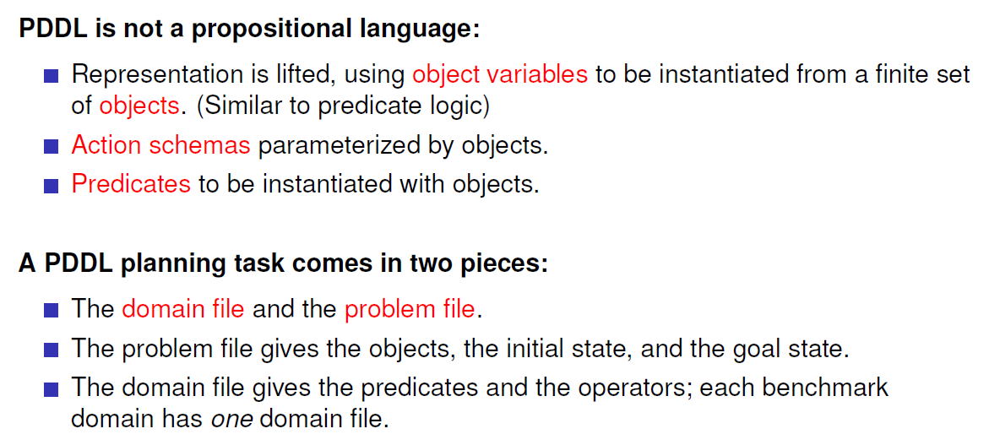 PDDL is not a propositional language:
Representation is lifted, using object variables to be instantiated from a finite set
of objects. (Similar to predicate logic)
Action schemas parameterized by objects.
Predicates to be instantiated with objects.
A PDDL planning task comes in two pieces:
The domain file and the problem file.
The problem file gives the objects, the initial state, and the goal state.
The domain file gives the predicates and the operators; each benchmark
domain has one domain file.